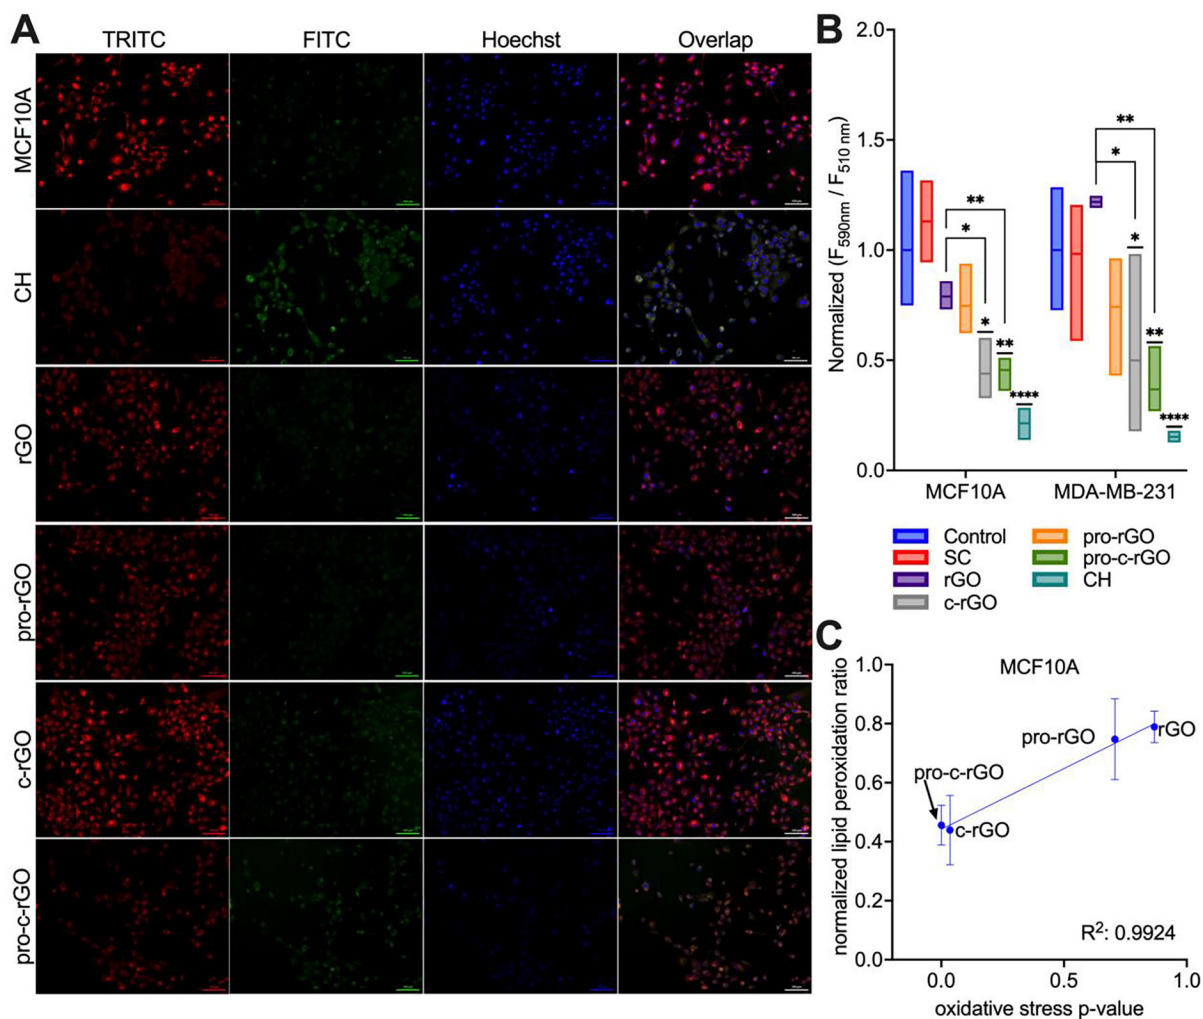 A
TRITC FITC Hoechst Overlap
MCF10A
CH
rGO
pro-rGO
c-rGO
pro-c-rGO
B
Normalized (F590nm / F510 nm)
2.0
1.5
1.0
0.5
0.0
** *
** *
* ** ****
* ** ****
MCF10A MDA-MB-231
Control pro-rGO
SC pro-c-rGO
rGO CH
c-rGO
C
MCF10A
normalized lipid peroxidation ratio
1.0
0.8
0.6
0.4
0.2
0.0
pro-rGO rGO
pro-c-rGO
c-rGO
R2: 0.9924
0.0 0.5 1.0
oxidative stress p-value